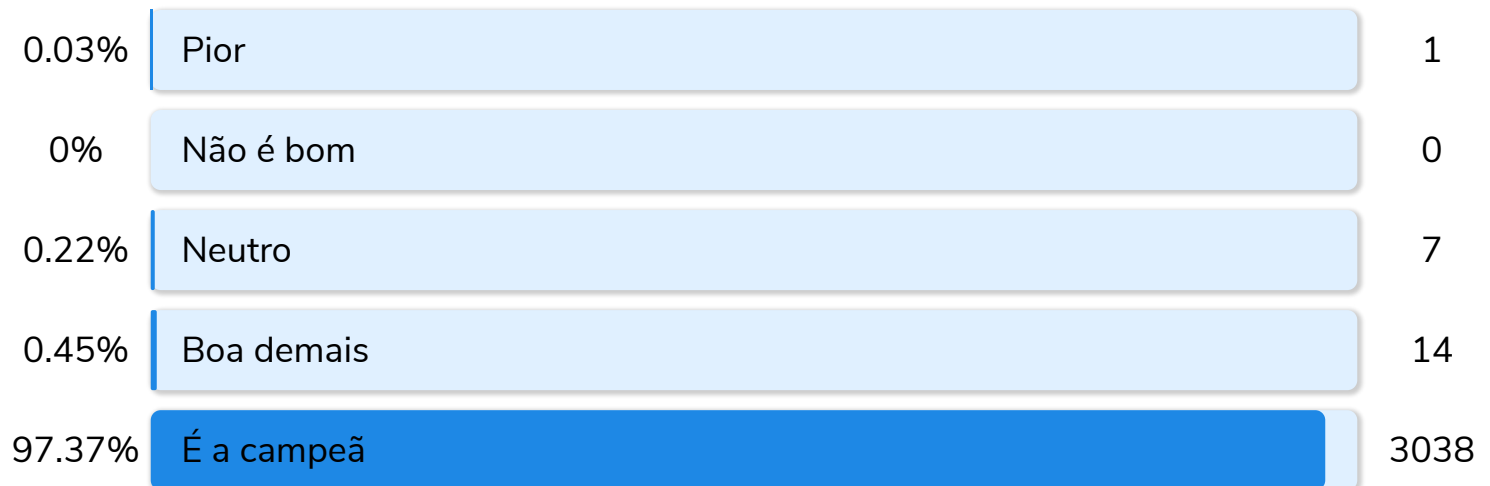 0.03% Pior 1
0% Não é bom 0
0.22% Neutro 7
0.45% Boa demais 14
97.37% É a campeã 3038